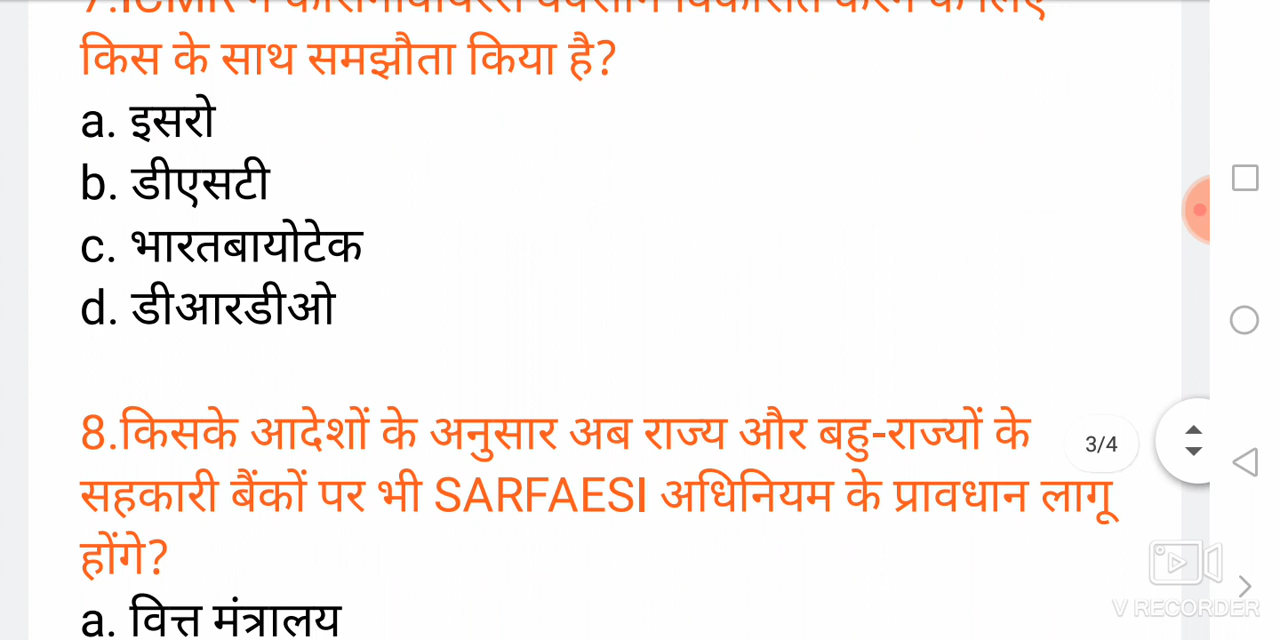 किस के साथ समझौता किया है?
a. इसरो
b. डीएसटी
c. भारतबायोटेक
d. डीआरडीओ
8.किसके आदेशों के अनुसार अब राज्य और बहु-राज्यों के
3/4
सहकारी बैंकों पर भी SARFAESI अधिनियम के प्रावधान लागू
होंगे?
a. वित्त मंत्रालय
V RECORDER